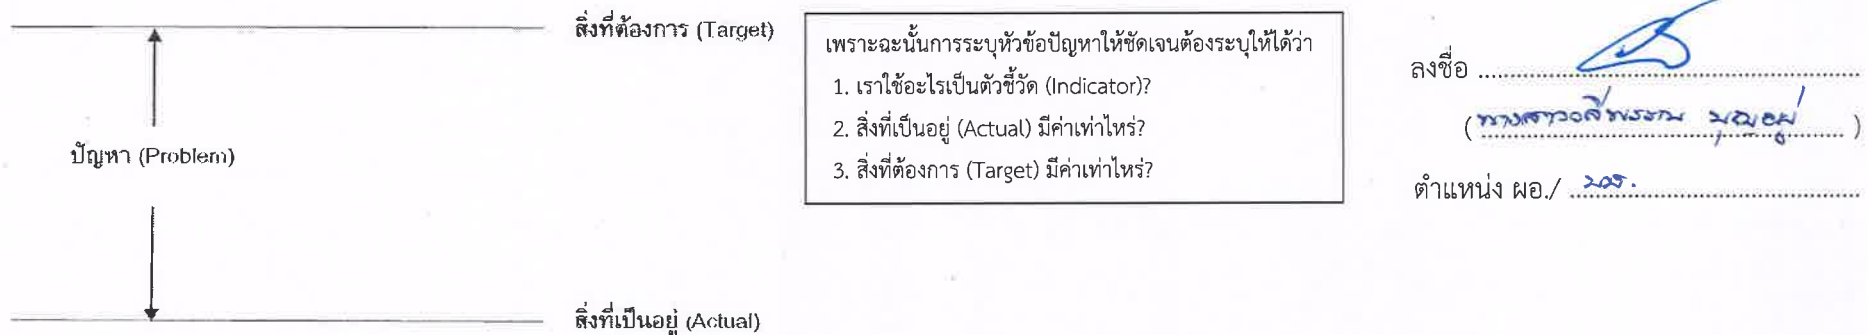 สิ่งที่ต้องการ (Target)
ปัญหา (Problem)
สิ่งที่เป็นอยู่ (Actual)
เพราะฉะนั้นการระบุหัวข้อปัญหาให้ชัดเจนต้องระบุให้ได้ว่า
1. เราใช้อะไรเป็นตัวชี้วัด (Indicator)?
2. สิ่งที่เป็นอยู่ (Actual) มีค่าเท่าไหร่?
3. สิ่งที่ต้องการ (Target) มีค่าเท่าไหร่?
ลงชื่อ
( บุญอยู่ )
ตำแหน่ง ผอ./